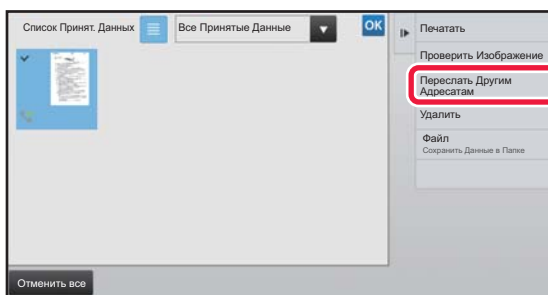 Список Принят. Данных
Все Принятые Данные
OK
Печатать
Проверить Изображение
Переслать Другим
Адресатам
Удалить
Файл
Сохранить Данные в Папке
Отменить все